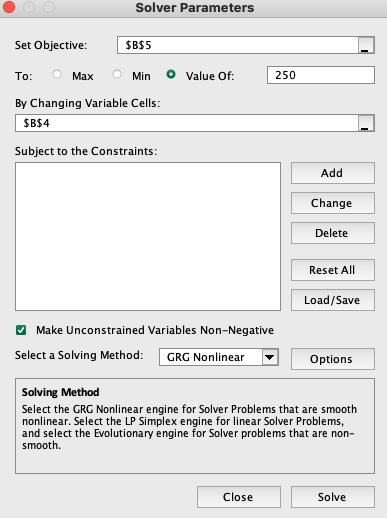 Solver Parameters
Set Objective: $B$5
To: Max Min Value Of: 250
By Changing Variable Cells:
$B$4
Subject to the Constraints:
Add
Change
Delete
Reset All
Load/Save
Make Unconstrained Variables Non-Negative
Select a Solving Method: GRG Nonlinear Options
Solving Method
Select the GRG Nonlinear engine for Solver Problems that are smooth
nonlinear. Select the LP Simplex engine for linear Solver Problems,
and select the Evolutionary engine for Solver problems that are non-
smooth.
Close Solve